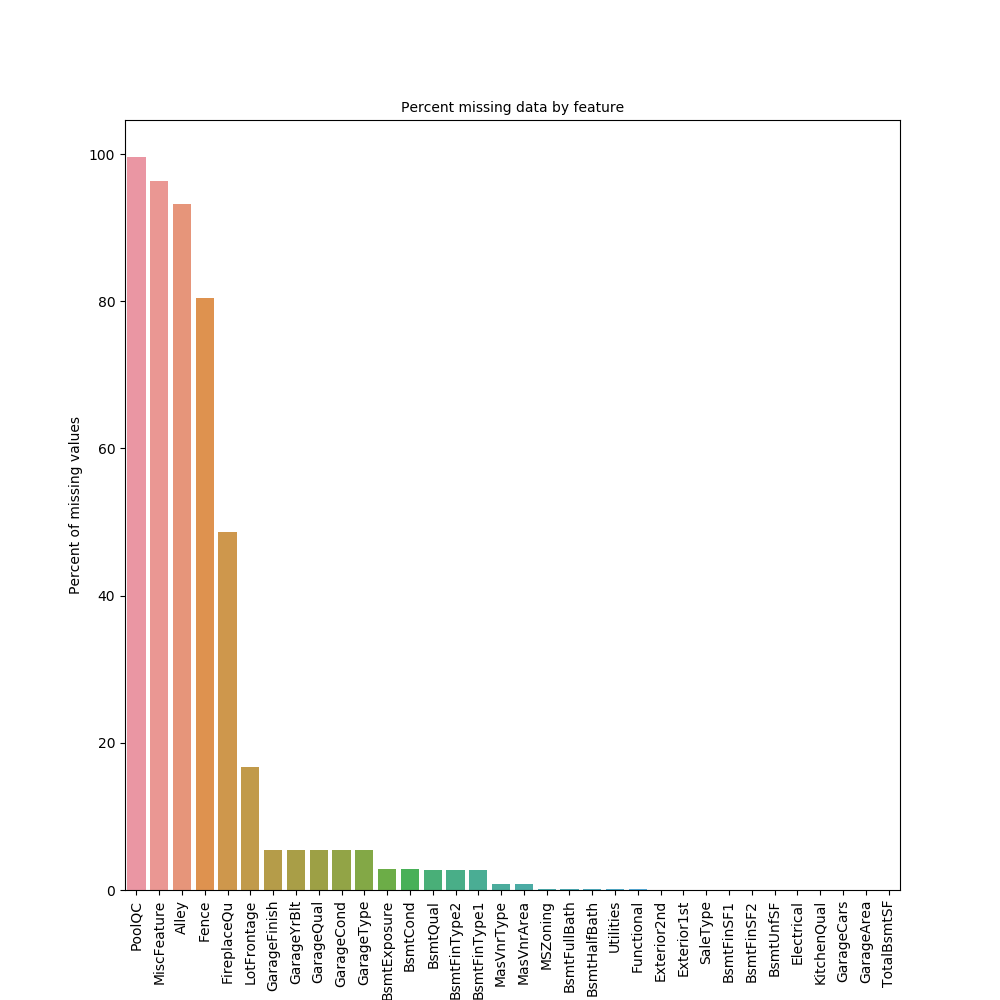 Percent missing data by feature
Percent of missing values
100
80
60
40
20
0
PoolQC
MiscFeature
Alley
Fence
FireplaceQu
LotFrontage
GarageFinish
GarageYrBlt
GarageQual
GarageCond
GarageType
BsmtExposure
BsmtCond
BsmtQual
BsmtFinType2
BsmtFinType1
MasVnrType
MasVnrArea
MSZoning
BsmtFullBath
BsmtHalfBath
Utilities
Functional
Exterior2nd
Exterior1st
SaleType
BsmtFinSF1
BsmtFinSF2
BsmtUnfSF
Electrical
KitchenQual
GarageCars
GarageArea
TotalBsmtSF